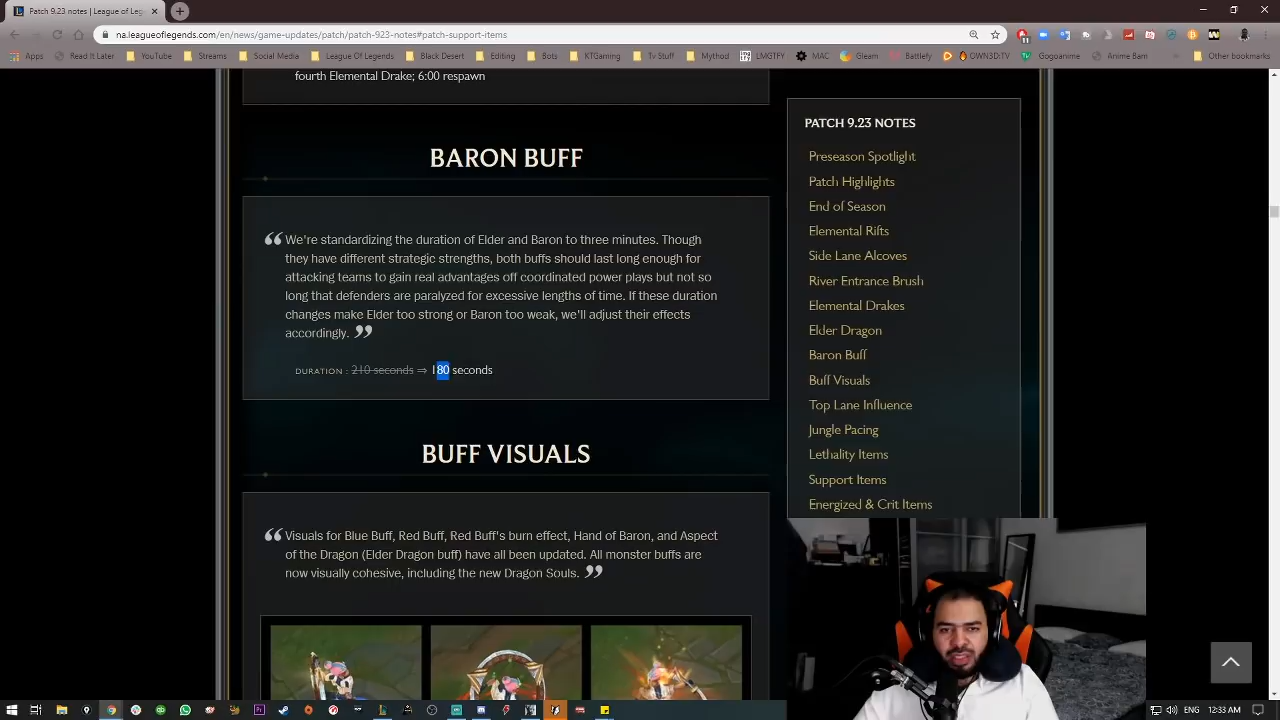 Patch 9.23 notes | League of Leg
na.leagueoflegends.com/en/news/game-updates/patch/patch-923-notes#patch-support-items
Apps Read It Later YouTube Streams Social Media League Of Legends Black Desert Editing Bots KTGaming Tv Stuff Mythod LMGTFY MAC Gleam Battlefy OWN3D.TV Gogoanime Anime Bam Other bookmarks
fourth Elemental Drake; 6:00 respawn
BARON BUFF
We're standardizing the duration of Elder and Baron to three minutes. Though
they have different strategic strengths, both buffs should last long enough for
attacking teams to gain real advantages off coordinated power plays but not so
long that defenders are paralyzed for excessive lengths of time. If these duration
changes make Elder too strong or Baron too weak, we'll adjust their effects
accordingly.
DURATION : 210 seconds ⇒ 180 seconds
BUFF VISUALS
Visuals for Blue Buff, Red Buff, Red Buff's burn effect, Hand of Baron, and Aspect
of the Dragon (Elder Dragon buff) have all been updated. All monster buffs are
now visually cohesive, including the new Dragon Souls.
PATCH 9.23 NOTES
Preseason Spotlight
Patch Highlights
End of Season
Elemental Rifts
Side Lane Alcoves
River Entrance Brush
Elemental Drakes
Elder Dragon
Baron Buff
Buff Visuals
Top Lane Influence
Jungle Pacing
Lethality Items
Support Items
Energized & Crit Items
ENG 12:33 AM